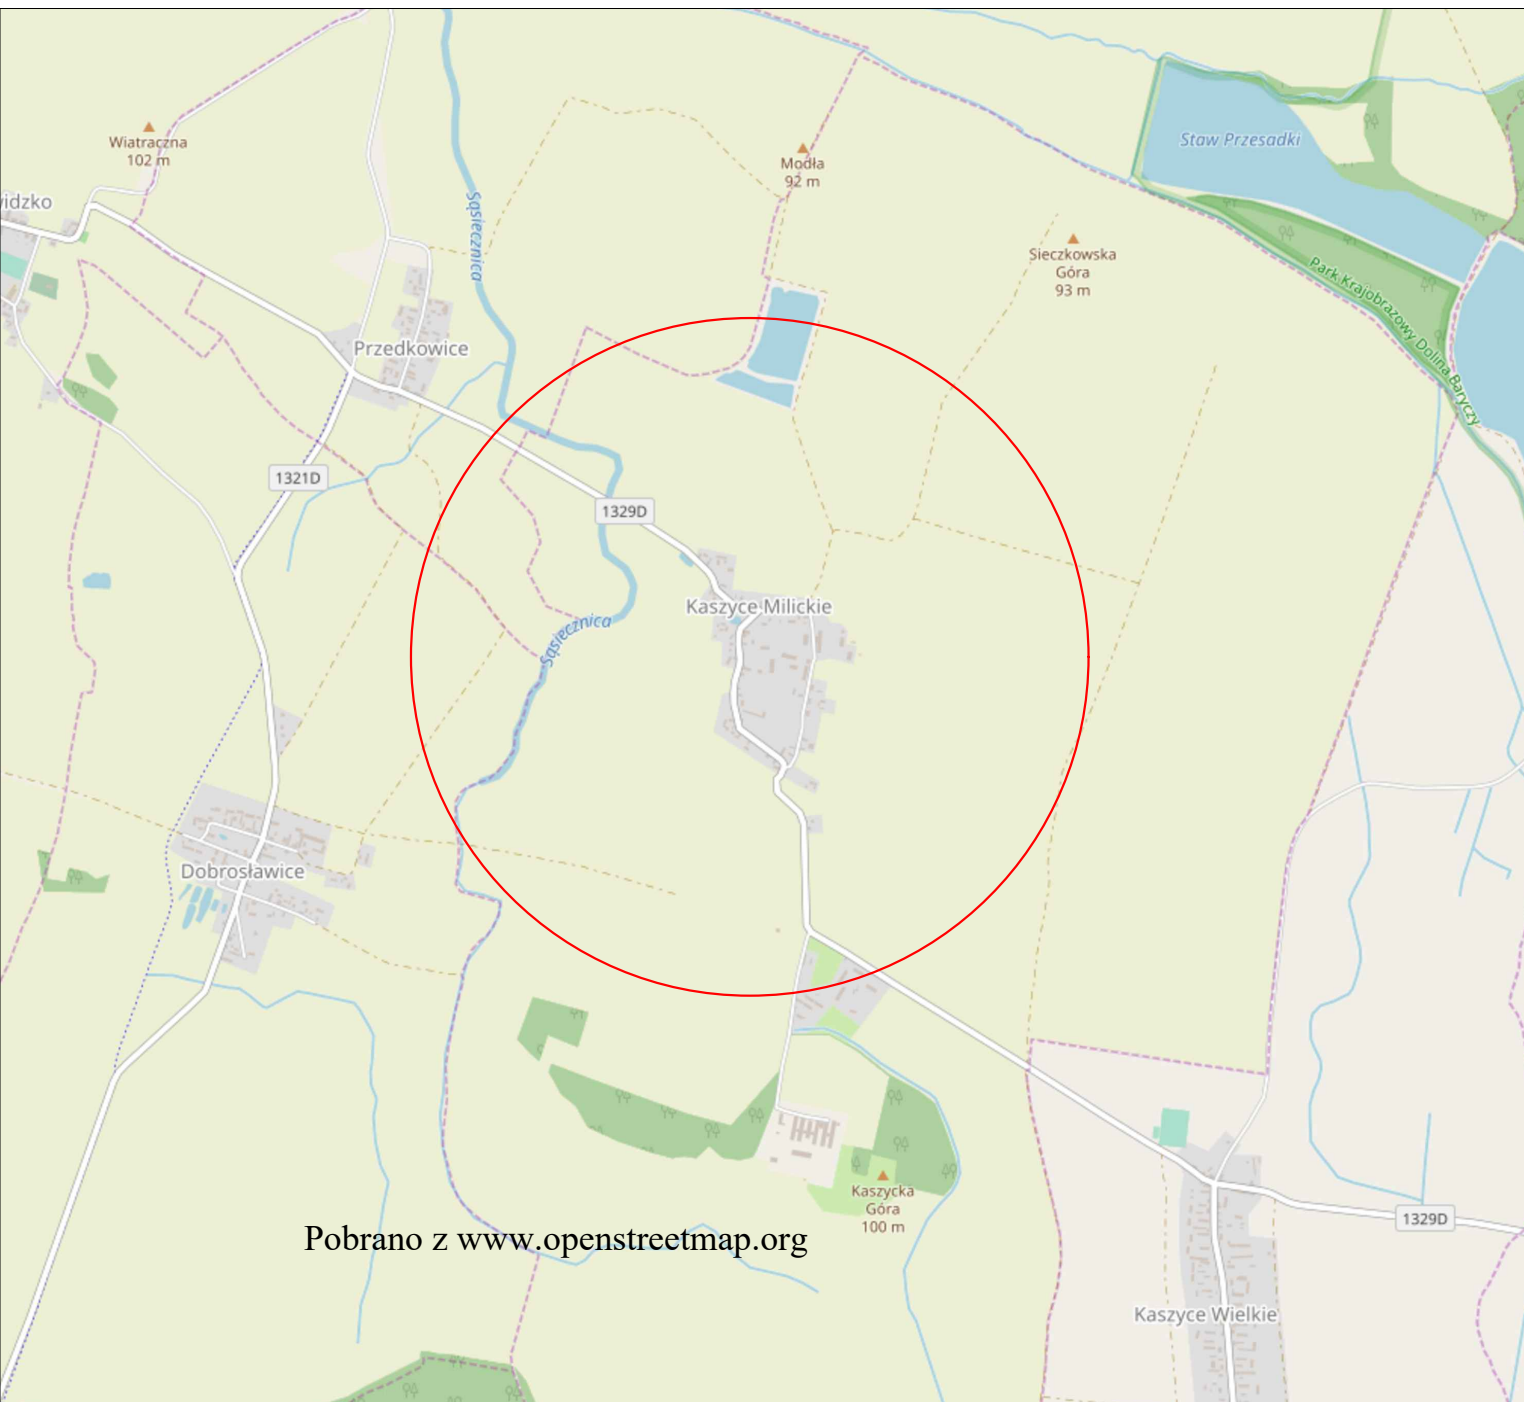 Wiatraczna
102 m
Modła
92 m
Staw Przesadki
Sąsiecznica
Sieczkowska
Góra
93 m
Park Krajobrazowy Dolina Baryczy
Przedkowice
1321D
1329D
Kaszyce Milickie
Sąsiecznica
Dobrosławice
Kaszycka
Góra
100 m
1329D
Pobrano z www.openstreetmap.org
Kaszyce Wielkie